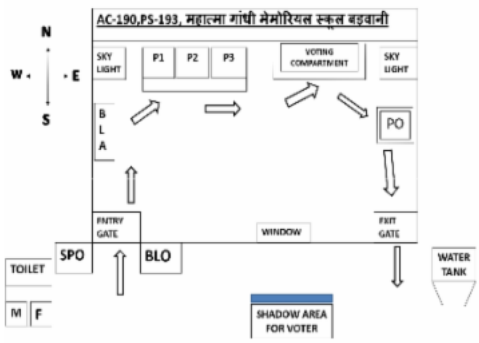 AC-190,PS-193, महात्मा गांधी मेमोरियल स्कूल बड़वानी
N
W
E
S
SKY
LIGHT
P1
P2
P3
VOTING
COMPARTMENT
SKY
LIGHT
B
L
A
PO
ENTRY
GATE
WINDOW
EXIT
GATE
SPO
BLO
TOILET
M
F
WATER
TANK
SHADOW AREA
FOR VOTER